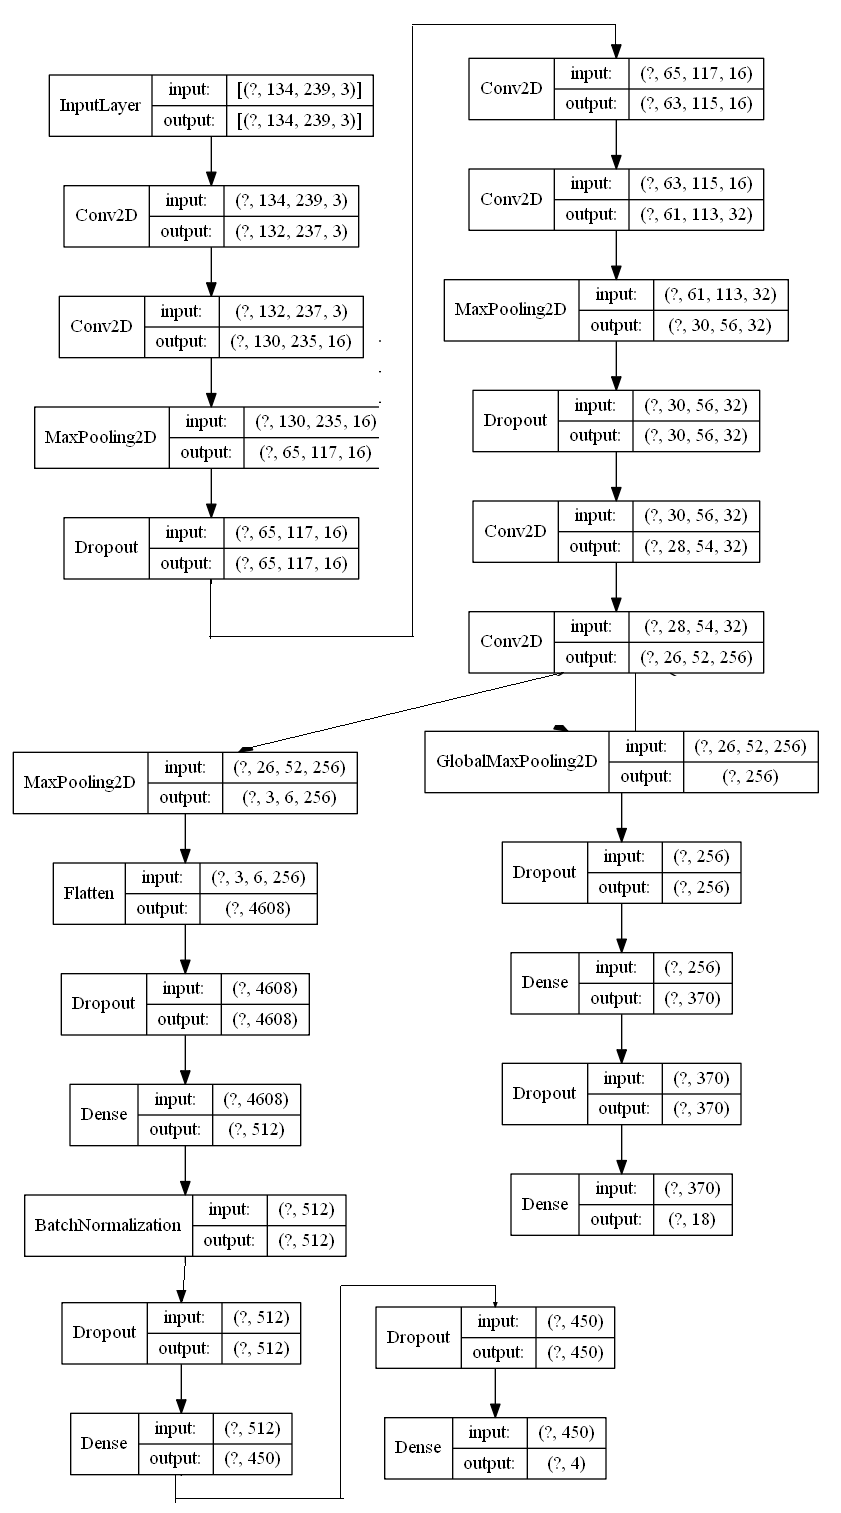 InputLayer
input: [(?, 134, 239, 3)]
output: [(?, 134, 239, 3)]
Conv2D
input: (?, 134, 239, 3)
output: (?, 132, 237, 3)
Conv2D
input: (?, 132, 237, 3)
output: (?, 130, 235, 16)
MaxPooling2D
input: (?, 130, 235, 16)
output: (?, 65, 117, 16)
Dropout
input: (?, 65, 117, 16)
output: (?, 65, 117, 16)
Conv2D
input: (?, 65, 117, 16)
output: (?, 63, 115, 16)
Conv2D
input: (?, 63, 115, 16)
output: (?, 61, 113, 32)
MaxPooling2D
input: (?, 61, 113, 32)
output: (?, 30, 56, 32)
Dropout
input: (?, 30, 56, 32)
output: (?, 30, 56, 32)
Conv2D
input: (?, 30, 56, 32)
output: (?, 28, 54, 32)
Conv2D
input: (?, 28, 54, 32)
output: (?, 26, 52, 256)
MaxPooling2D
input: (?, 26, 52, 256)
output: (?, 3, 6, 256)
Flatten
input: (?, 3, 6, 256)
output: (?, 4608)
Dropout
input: (?, 4608)
output: (?, 4608)
Dense
input: (?, 4608)
output: (?, 512)
BatchNormalization
input: (?, 512)
output: (?, 512)
Dropout
input: (?, 512)
output: (?, 512)
Dense
input: (?, 512)
output: (?, 450)
Dropout
input: (?, 450)
output: (?, 450)
Dense
input: (?, 450)
output: (?, 4)
GlobalMaxPooling2D
input: (?, 26, 52, 256)
output: (?, 256)
Dropout
input: (?, 256)
output: (?, 256)
Dense
input: (?, 256)
output: (?, 370)
Dropout
input: (?, 370)
output: (?, 370)
Dense
input: (?, 370)
output: (?, 18)